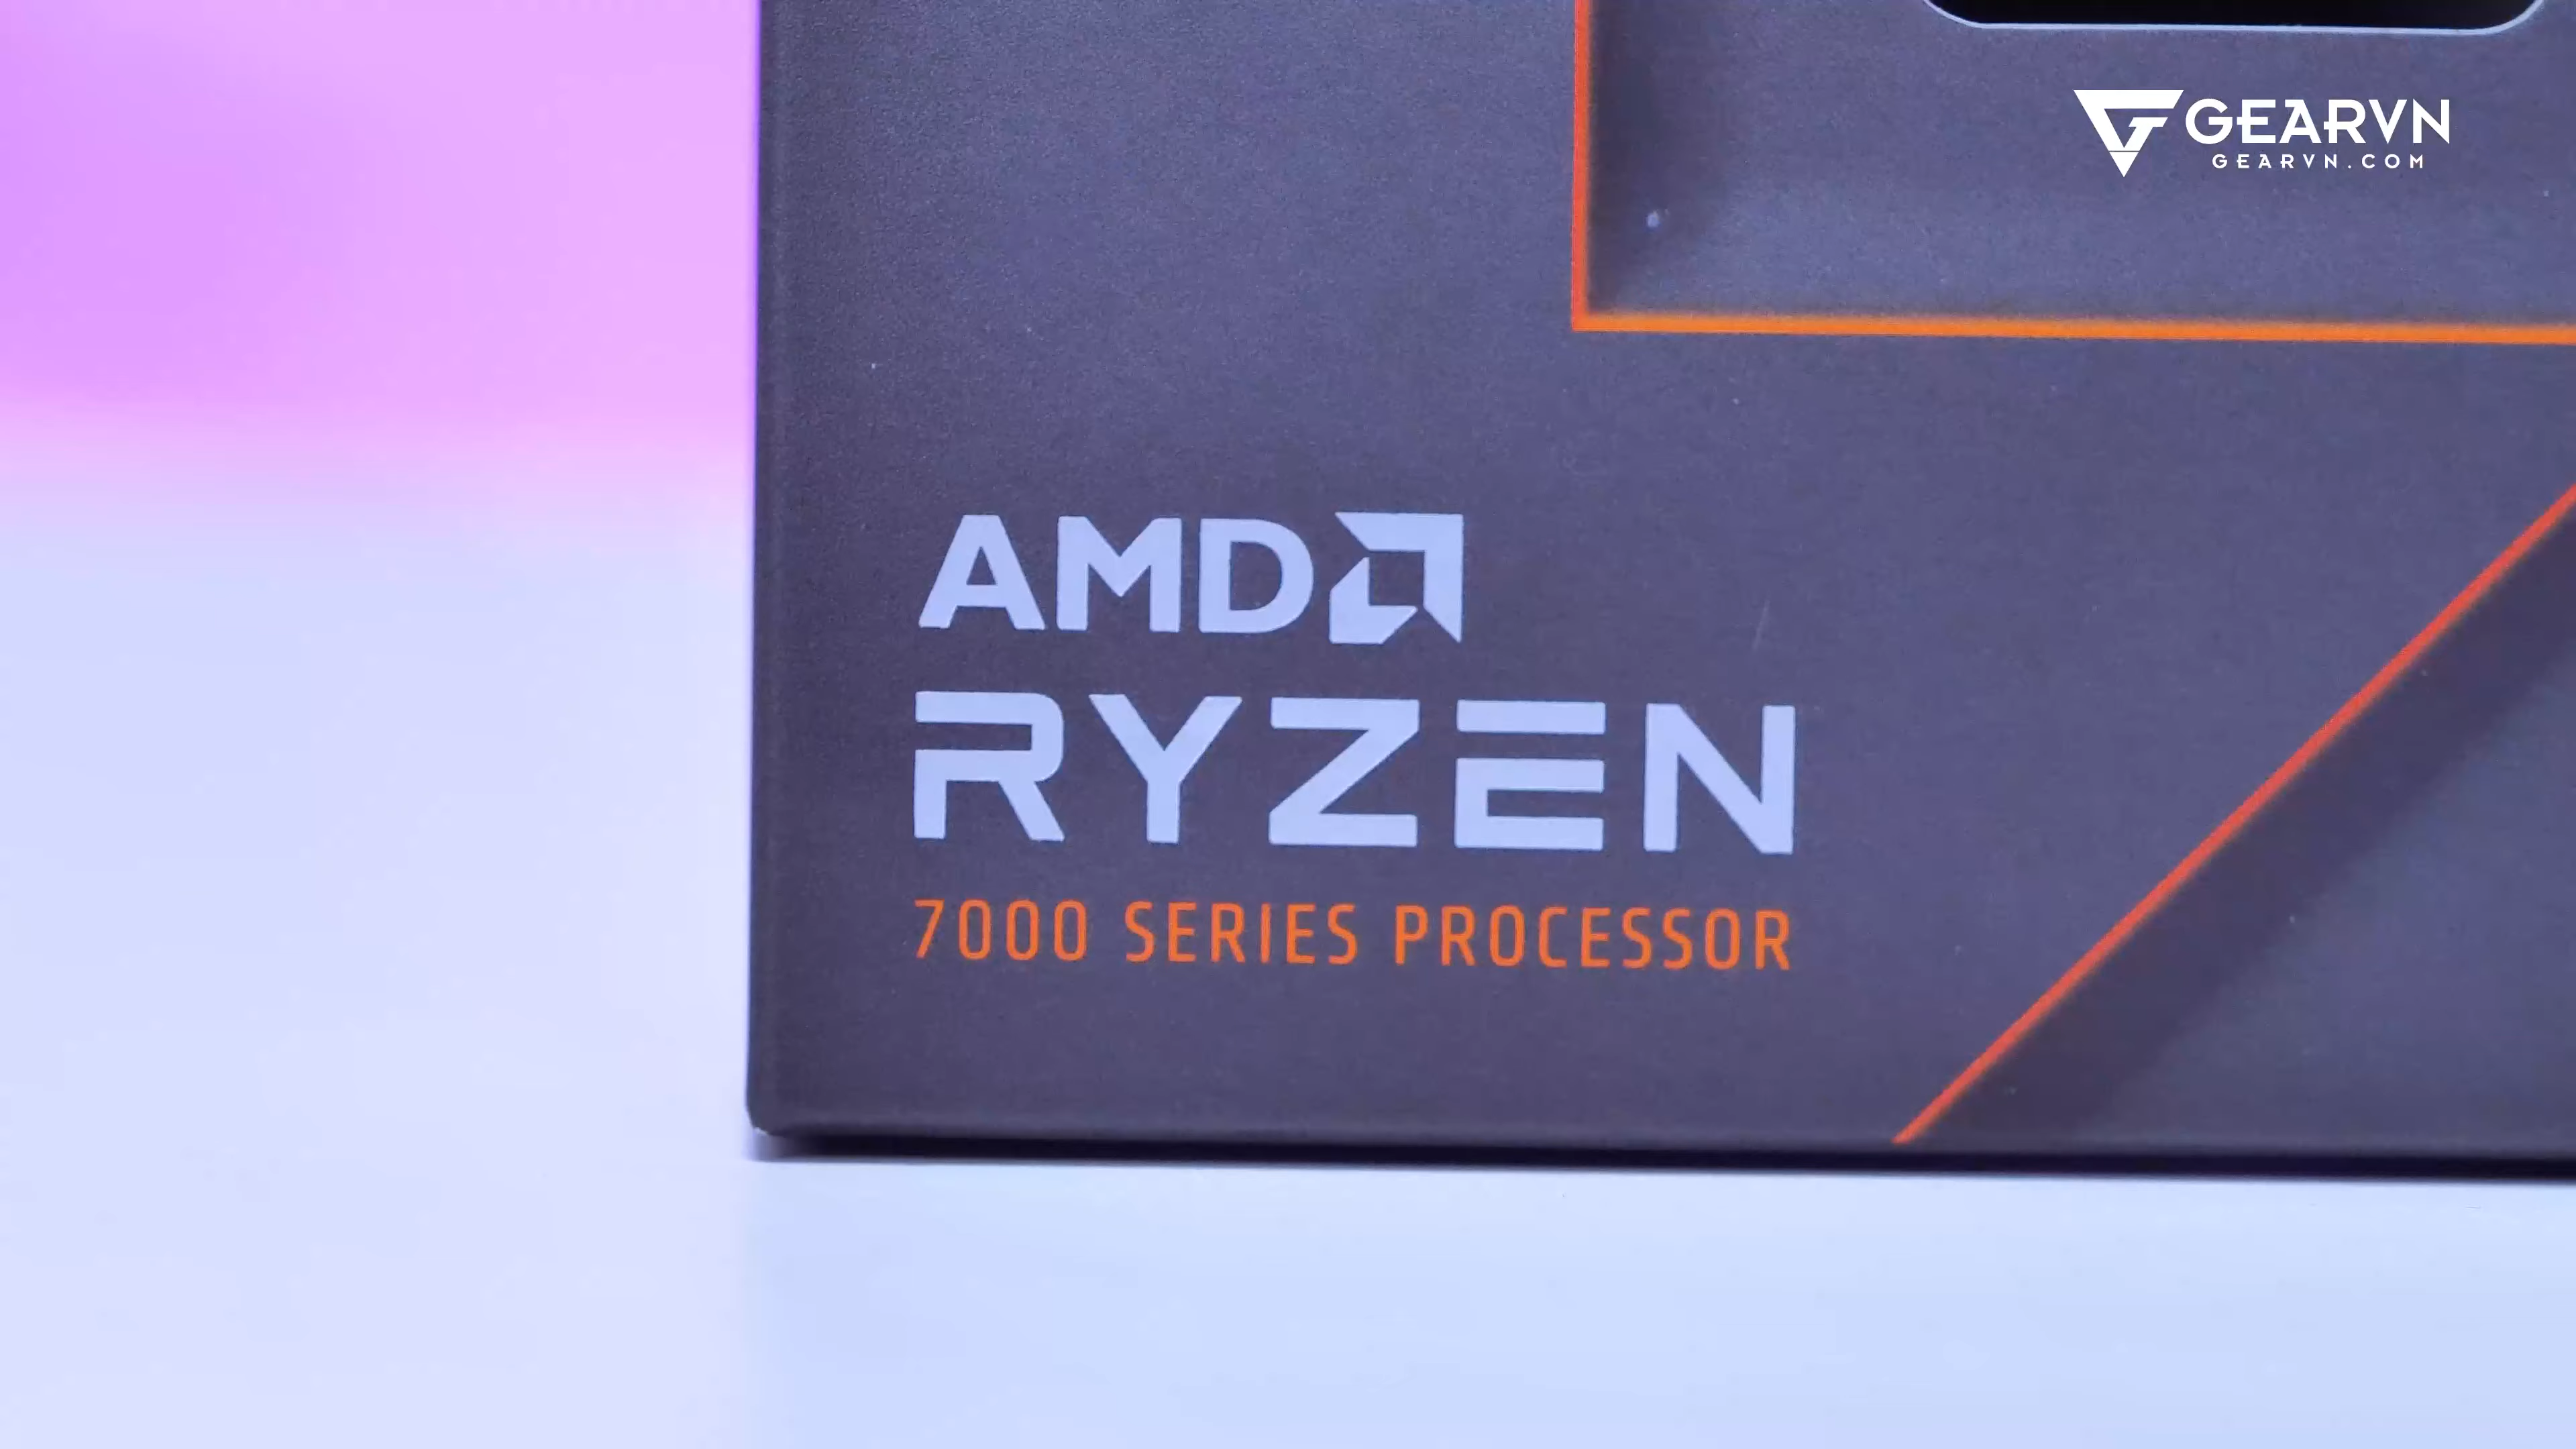 GEARVN
GEARVN.COM
AMD
RYZEN
7000 SERIES PROCESSOR